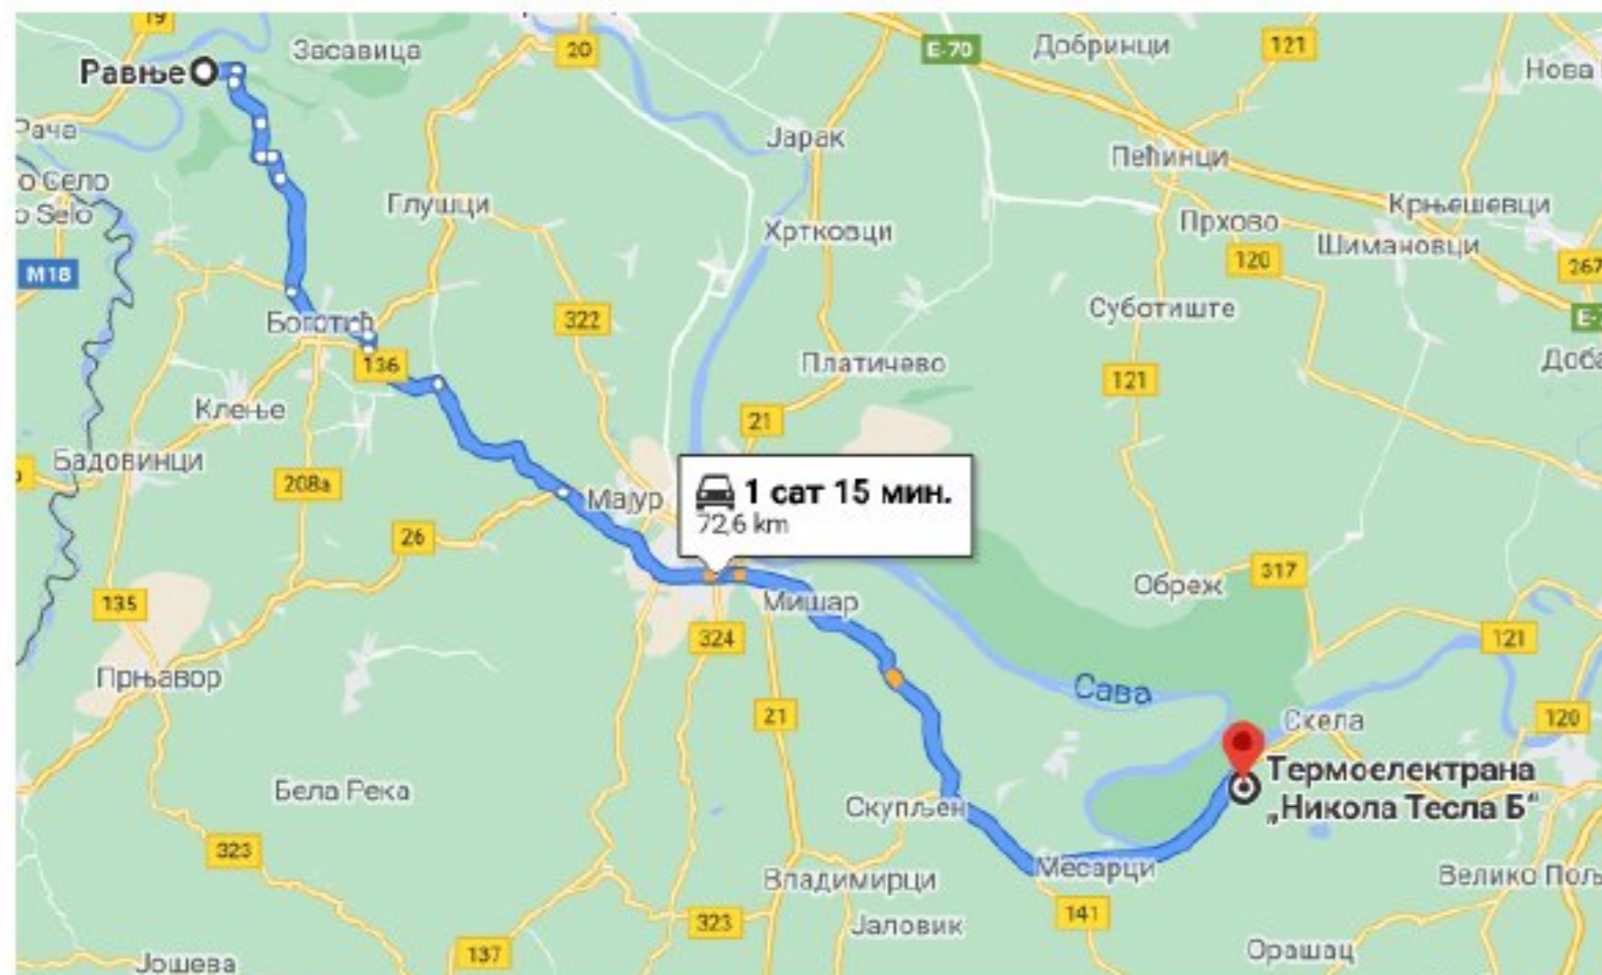 19
Засавица
20
E-70
Добринци
121
Нова
Равње
Рача
Јарак
Пећинци
о Село
o Selo
Глушци
Крњешевци
Прхово
Хртковци
Шимановци
M18
120
267
Суботиште
322
Богатић
136
Платичево
121
Клење
21
Бадовинци
208a
Мајур
1 сат 15 мин.
72,6 km
26
317
Обреж
135
Мишар
324
121
Прњавор
Сава
21
Скела
120
Термоелектрана
„Никола Тесла Б“
Бела Река
Скупљен
323
Месарци
Владимирци
Велико Пољ
141
323
Јаловик
137
Орашац
Јошева